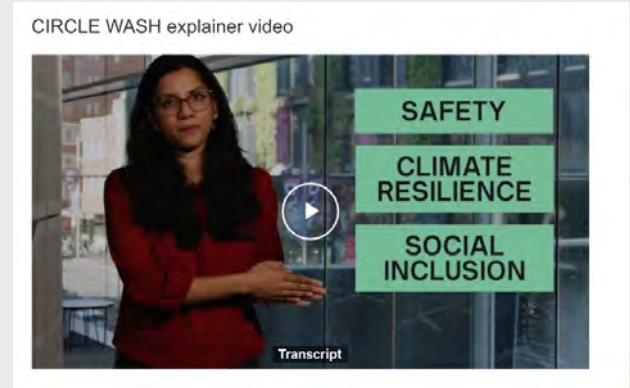 CIRCLE WASH explainer video
SAFETY
CLIMATE
RESILIENCE
SOCIAL
INCLUSION
Transcript